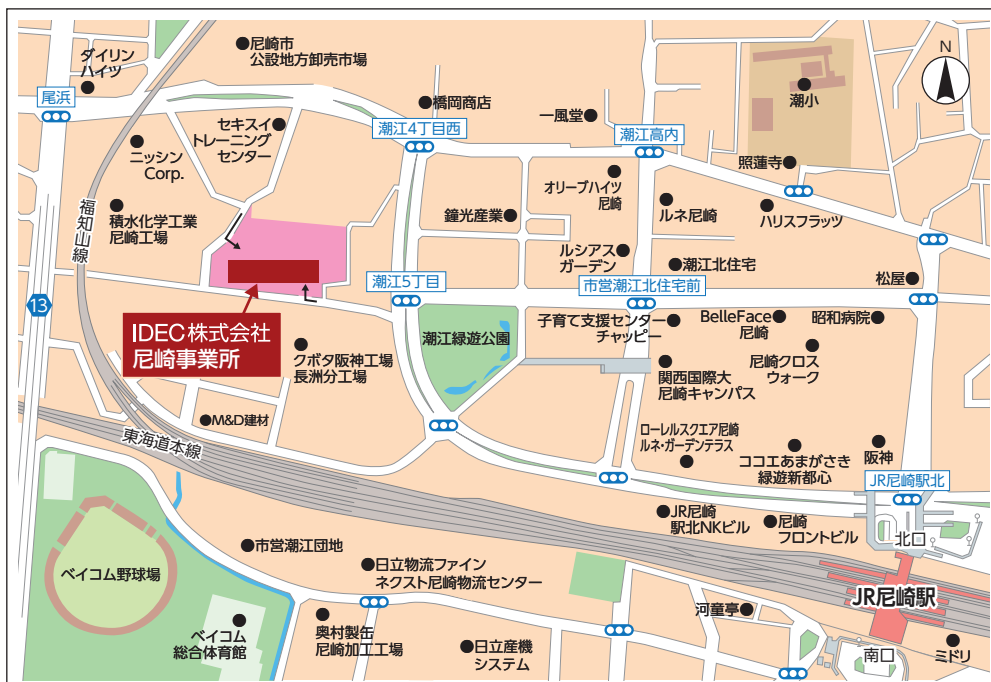 尼崎市
公設地方卸売市場
ダイリン
ハイツ
N
尾浜
橋岡商店
一風堂
潮小
セキスイ
トレーニング
センター
潮江4丁目西
潮江高内
ニッシン
Corp.
照蓮寺
オリーブハイツ
尼崎
積水化学工業
尼崎工場
福知山線
鐘光産業
ルネ尼崎
ハリスフラッツ
ルシアス
ガーデン
潮江北住宅
松屋
13
潮江5丁目
市営潮江北住宅前
IDEC株式会社
尼崎事業所
クボタ阪神工場
長洲分工場
潮江緑遊公園
子育て支援センター
チャッピー
BelleFace
尼崎
昭和病院
関西国際大
尼崎キャンパス
尼崎クロス
ウォーク
M&D建材
東海道本線
ローレルスクエア尼崎
ルネ・ガーデンテラス
ココエあまがさき
緑遊新都心
阪神
JR尼崎駅北
JR尼崎
駅北NKビル
尼崎
フロントビル
北口
市営潮江団地
日立物流ファイン
ネクスト尼崎物流センター
ベイコム野球場
JR尼崎駅
河童亭
ベイコム
総合体育館
奥村製缶
尼崎加工工場
日立産機
システム
南口
ミドリ